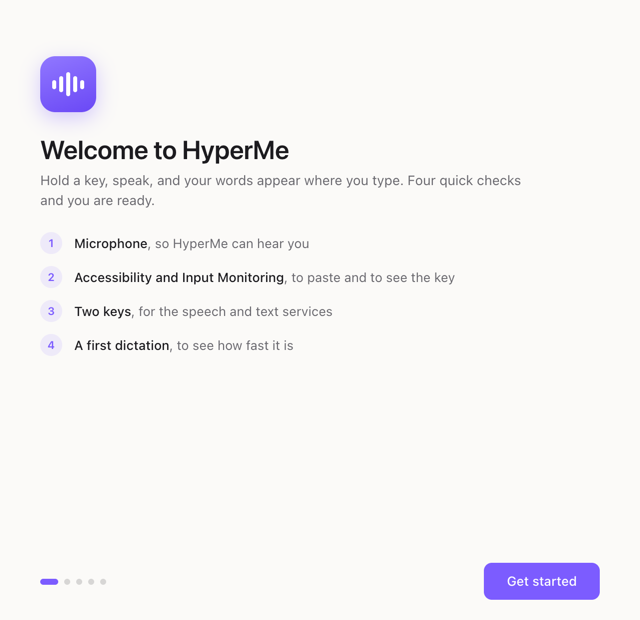 Welcome to HyperMe
Hold a key, speak, and your words appear where you type. Four quick checks
and you are ready.
1 Microphone, so HyperMe can hear you
2 Accessibility and Input Monitoring, to paste and to see the key
3 Two keys, for the speech and text services
4 A first dictation, to see how fast it is
Get started